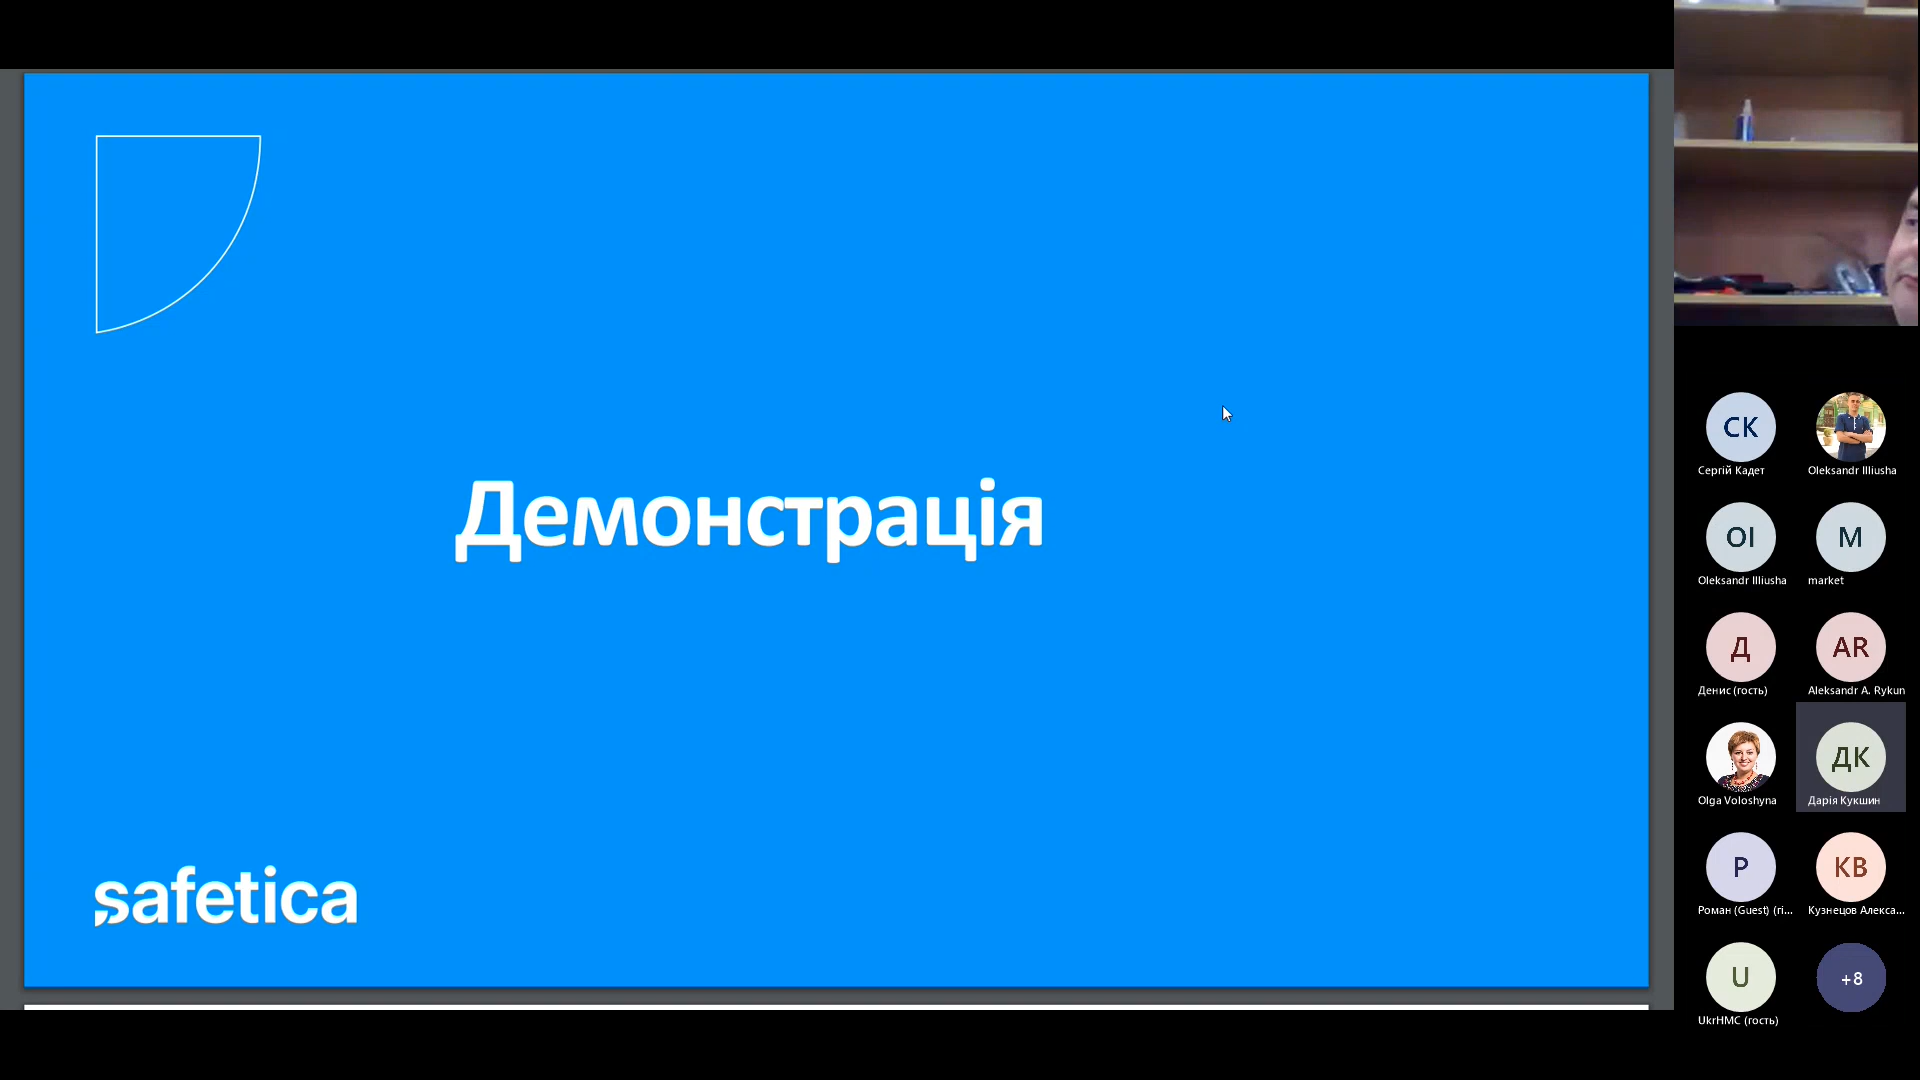 Демонстрація
safetica
СК
Сергій Кадет
Oleksandr Illiusha
OI
Oleksandr Illiusha
M
market
Д
Денис (гость)
AR
Aleksandr A. Rykun
Olga Voloshyna
ДК
Дарія Кукшин
Р
Роман (Guest) (гі...
КВ
Кузнецов Алекса...
U
UkrHMC (гость)
+8